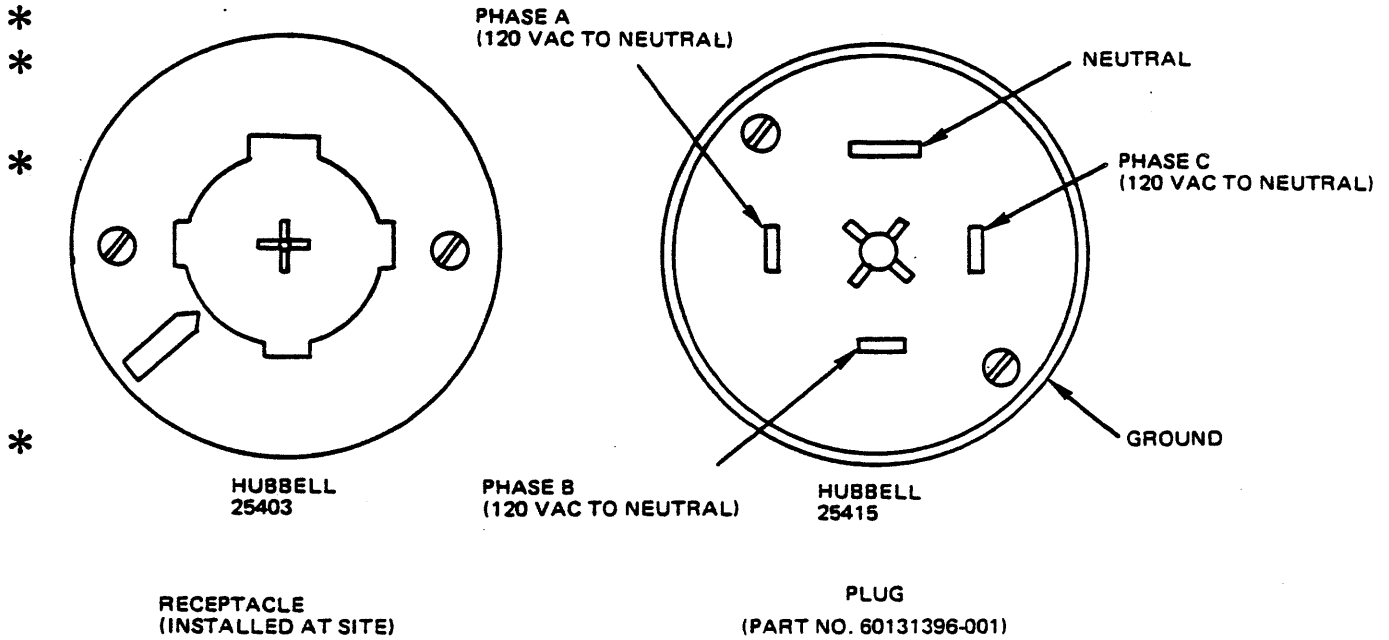 *
*
*
*
PHASE A
(120 VAC TO NEUTRAL)
NEUTRAL
PHASE C
(120 VAC TO NEUTRAL)
GROUND
HUBBELL
25403
PHASE B
(120 VAC TO NEUTRAL)
HUBBELL
25415
RECEPTACLE
(INSTALLED AT SITE)
PLUG
(PART NO. 60131396-001)